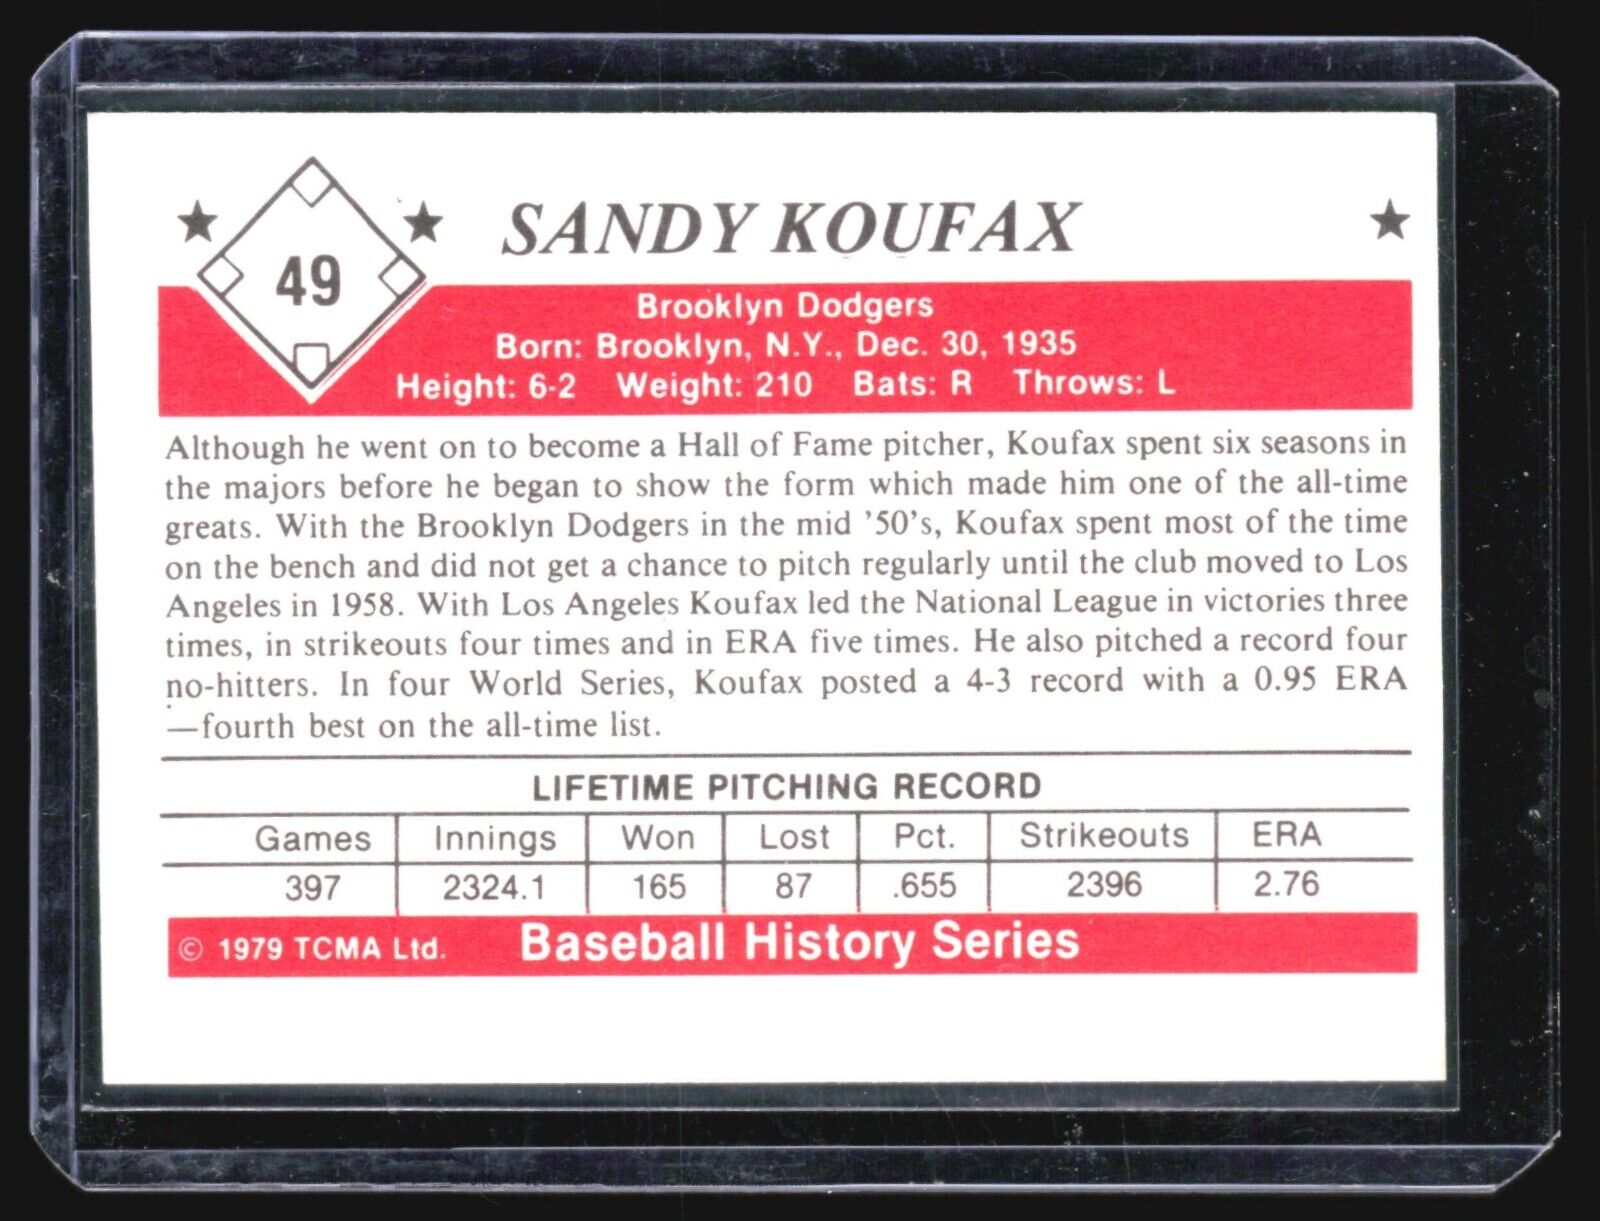 49
SANDY KOUFAX
Brooklyn Dodgers
Born: Brooklyn, N.Y., Dec. 30, 1935
Height: 6-2 Weight: 210 Bats: R Throws: L
Although he went on to become a Hall of Fame pitcher, Koufax spent six seasons in
the majors before he began to show the form which made him one of the all-time
greats. With the Brooklyn Dodgers in the mid '50's, Koufax spent most of the time
on the bench and did not get a chance to pitch regularly until the club moved to Los
Angeles in 1958. With Los Angeles Koufax led the National League in victories three
times, in strikeouts four times and in ERA five times. He also pitched a record four
no-hitters. In four World Series, Koufax posted a 4-3 record with a 0.95 ERA
—fourth best on the all-time list.
LIFETIME PITCHING RECORD
Games Innings Won Lost Pct. Strikeouts ERA
397 2324.1 165 87 .655 2396 2.76
© 1979 TCMA Ltd. Baseball History Series